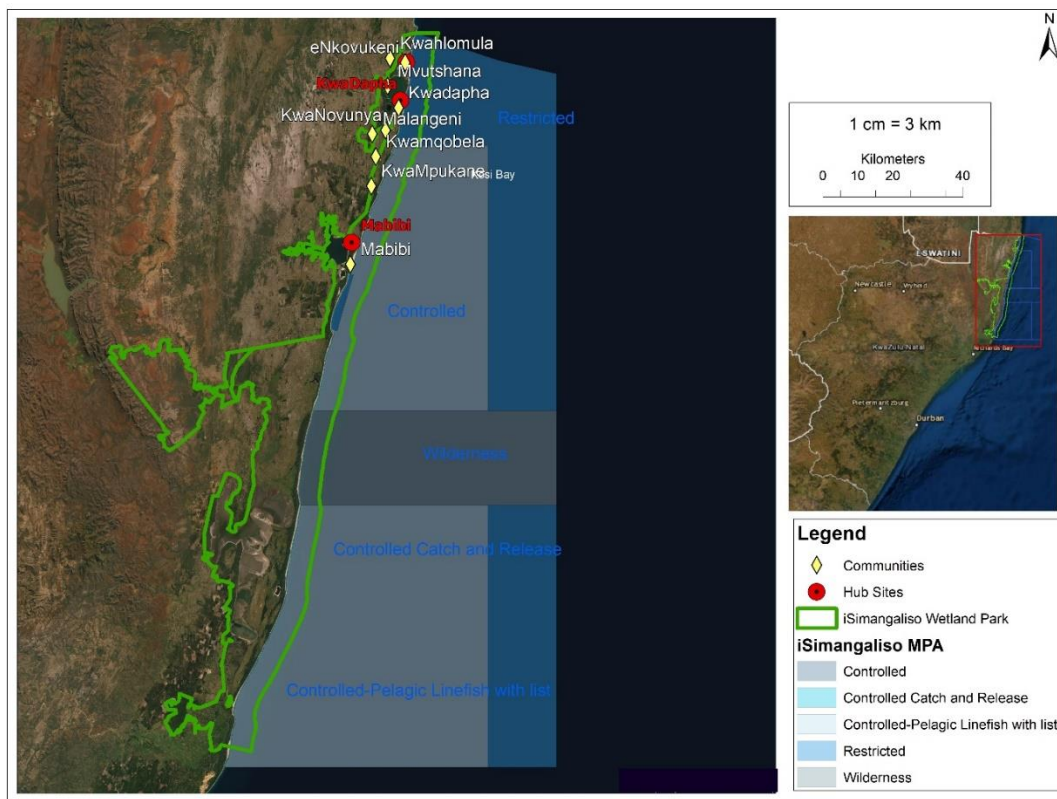 eNkovukeni
Kwahlomula
Mvutshana
KwaDapha
Kwadapha
KwaNovunya
Malangeni
Kwamqobela
KwaMpukane
Kosi Bay
Mabibi
Mabibi
Restricted
Controlled
Wilderness
Controlled Catch and Release
Controlled-Pelagic Linefish with list
N
1 cm = 3 km
Kilometers
0 10 20 40
ESWATINI
Newcastle
Vryheid
KwaZulu-Natal
Richards Bay
Pietermaritzburg
Durban
Legend
Communities
Hub Sites
iSimangaliso Wetland Park
iSimangaliso MPA
Controlled
Controlled Catch and Release
Controlled-Pelagic Linefish with list
Restricted
Wilderness